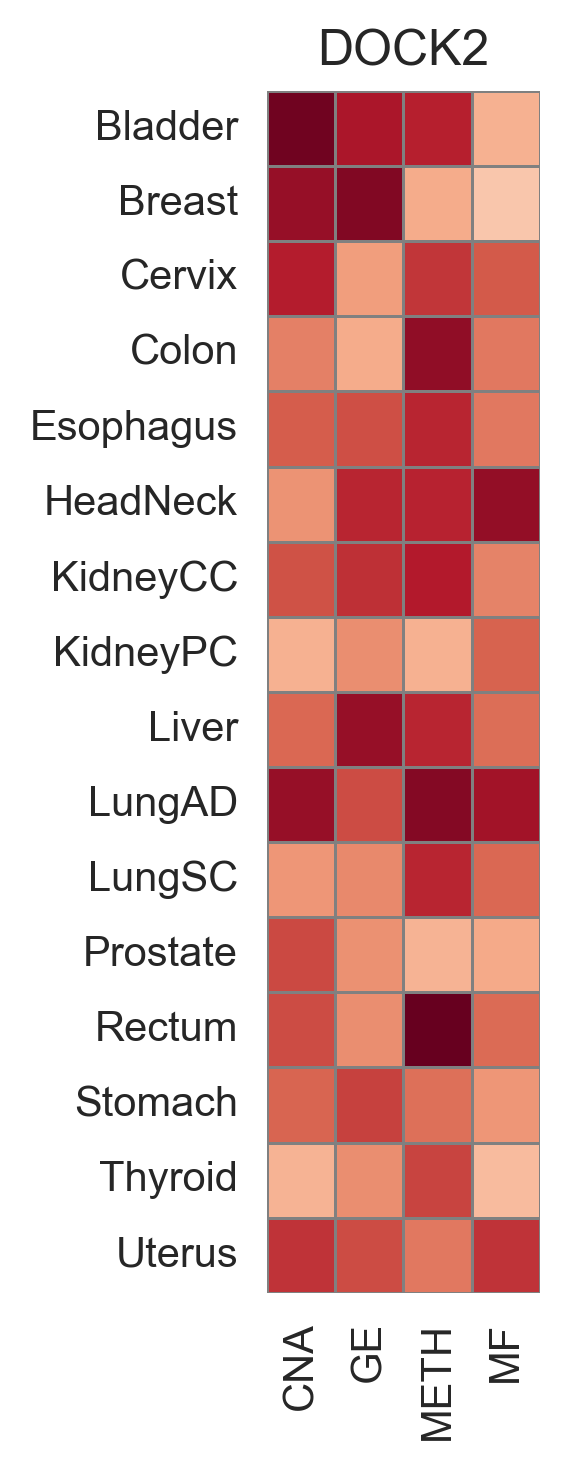 DOCK2
Bladder
Breast
Cervix
Colon
Esophagus
HeadNeck
KidneyCC
KidneyPC
Liver
LungAD
LungSC
Prostate
Rectum
Stomach
Thyroid
Uterus
CNA GE METH MF